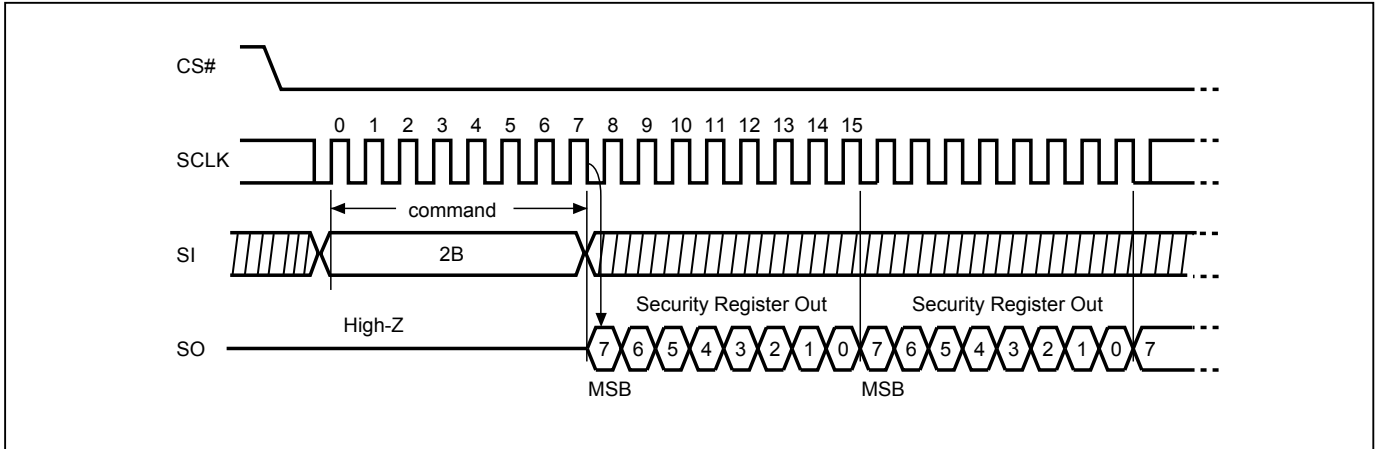 CS#
0 1 2 3 4 5 6 7 8 9 10 11 12 13 14 15
SCLK
command
SI
2B
Security Register Out Security Register Out
High-Z
SO
7 6 5 4 3 2 1 0 7 6 5 4 3 2 1 0 7
MSB MSB